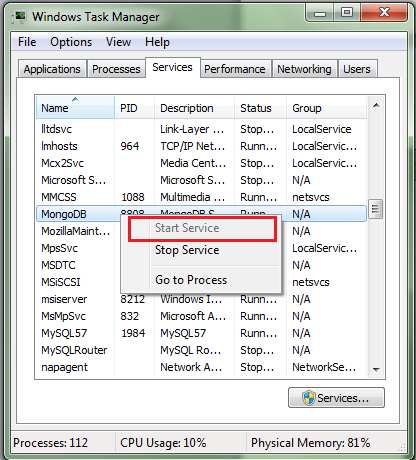 Windows Task Manager
File Options View Help
Applications Processes Services Performance Networking Users
Name PID Description Status Group
lltdsvc Link-Layer ... Stop... LocalService
lmhosts 964 TCP/IP Net... Runn... LocalService...
Mcx2Svc Media Cent... Stop... LocalService...
Microsoft S... Microsoft S... Stop... N/A
MMCSS 1088 Multimedia ... Runn... netsvcs
MongoDB 8808 MongoDB S... Runn... N/A
MozillaMaint... Start Service N/A
MpsSvc Stop Service LocalServic...
MSDTC N/A
MSiSCSI Go to Process netsvcs
msiserver 8212 Windows I... Runn... N/A
MsMpSvc 832 Microsoft A... Runn... N/A
MySQL57 1984 MySQL57 Runn... N/A
MySQLRouter MySQL Ro... Stop... N/A
napagent Network A... Stop... NetworkSe...
Services...
Processes: 112 CPU Usage: 10% Physical Memory: 81%